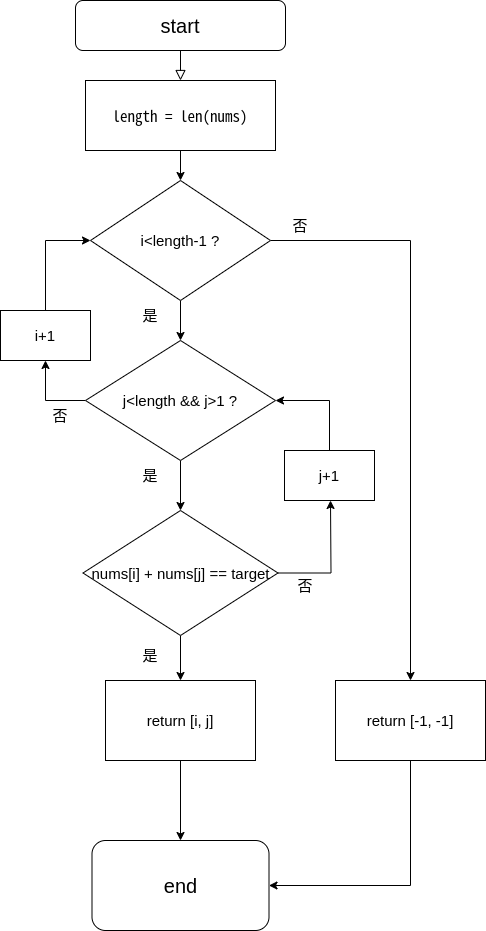 start
length = len(nums)
i<length-1 ?
否
是
i+1
j<length && j>1 ?
否
是
j+1
nums[i] + nums[j] == target
否
是
return [i, j]
return [-1, -1]
end